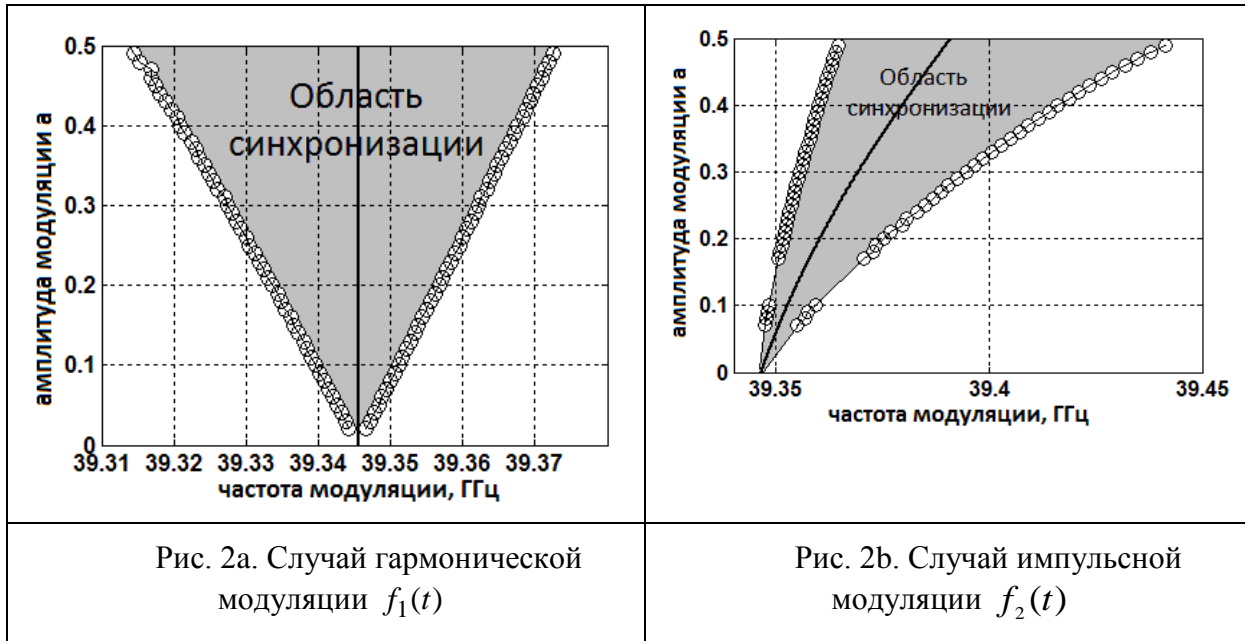 0.5
0.4
0.3
0.2
0.1
0
амплитуда модуляции a
Область
синхронизации
39.31 39.32 39.33 39.34 39.35 39.36 39.37
частота модуляции, ГГц
0.5
0.4
0.3
0.2
0.1
0
амплитуда модуляции a
Область
синхронизации
39.35 39.4 39.45
частота модуляции, ГГц
Рис. 2a. Случай гармонической
модуляции f₁(t)
Рис. 2b. Случай импульсной
модуляции f₂(t)